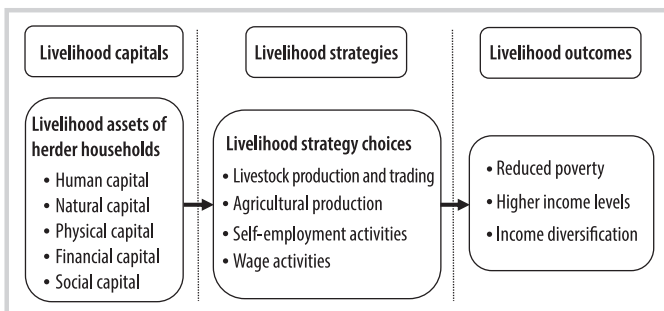 Livelihood capitals
Livelihood strategies
Livelihood outcomes
Livelihood assets of
herder households
• Human capital
• Natural capital
• Physical capital
• Financial capital
• Social capital
Livelihood strategy choices
• Livestock production and trading
• Agricultural production
• Self-employment activities
• Wage activities
• Reduced poverty
• Higher income levels
• Income diversification